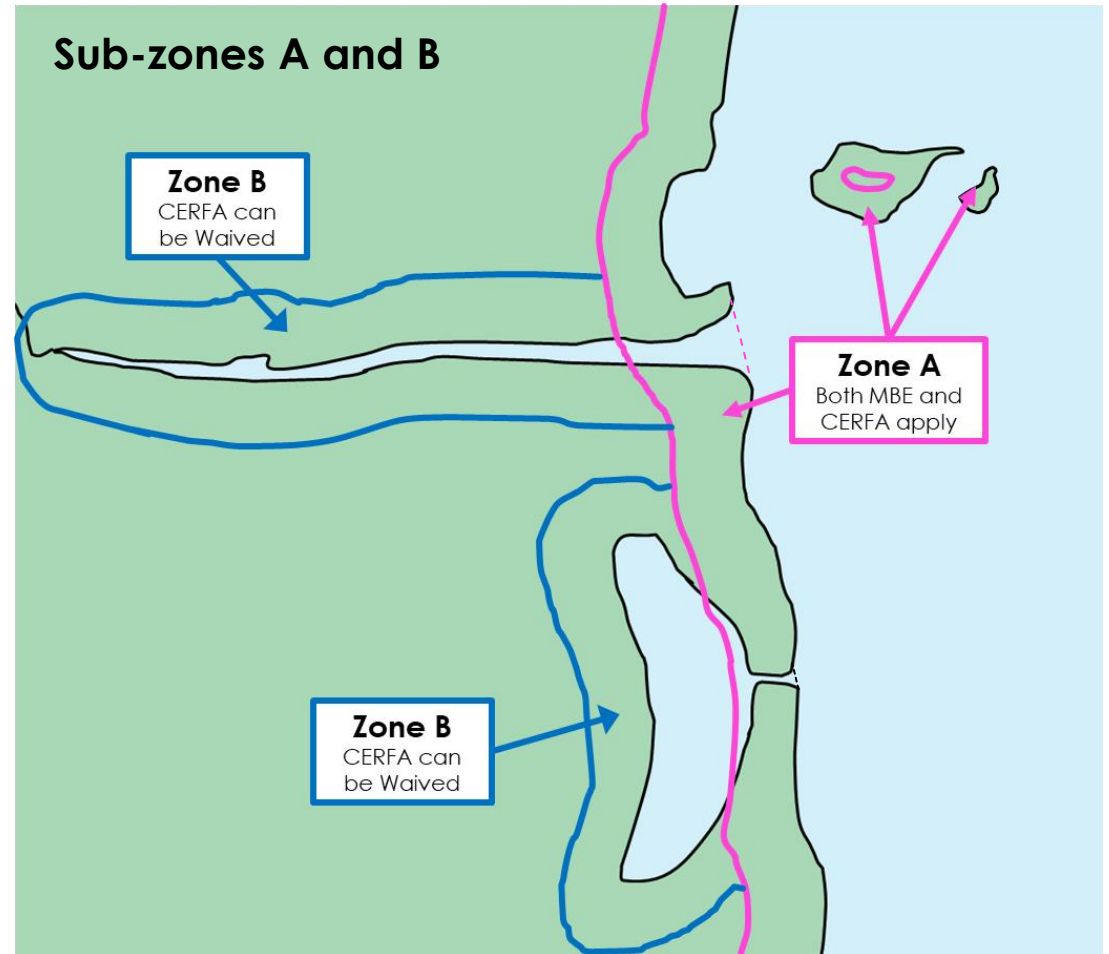 Sub-zones A and B
Zone B
CERFA can
be Waived
Zone A
Both MBE and
CERFA apply
Zone B
CERFA can
be Waived